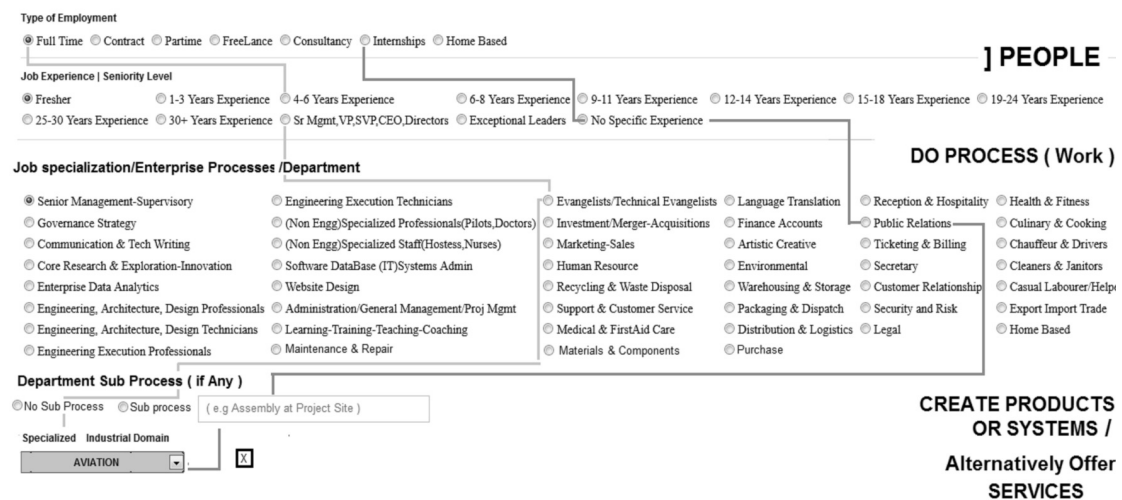 Type of Employment
Full Time Contract Partime FreeLance Consultancy Internships Home Based
] PEOPLE
Job Experience | Seniority Level
Fresher 1-3 Years Experience 4-6 Years Experience 6-8 Years Experience 9-11 Years Experience 12-14 Years Experience 15-18 Years Experience 19-24 Years Experience
25-30 Years Experience 30+ Years Experience Sr Mgmt,VP,SVP,CEO,Directors Exceptional Leaders No Specific Experience
DO PROCESS ( Work )
Job specialization/Enterprise Processes /Department
Senior Management-Supervisory Engineering Execution Technicians Evangelists/Technical Evangelists Language Translation Reception & Hospitality Health & Fitness
Governance Strategy (Non Engg)Specialized Professionals(Pilots,Doctors) Investment/Merger-Acquisitions Finance Accounts Public Relations Culinary & Cooking
Communication & Tech Writing (Non Engg)Specialized Staff(Hostess,Nurses) Marketing-Sales Artistic Creative Ticketing & Billing Chauffeur & Drivers
Core Research & Exploration-Innovation Software DataBase (IT)Systems Admin Human Resource Environmental Secretary Cleaners & Janitors
Enterprise Data Analytics Website Design Recycling & Waste Disposal Warehousing & Storage Customer Relationship Casual Labourer/Helpe
Engineering, Architecture, Design Professionals Administration/General Management/Proj Mgmt Support & Customer Service Packaging & Dispatch Security and Risk Export Import Trade
Engineering, Architecture, Design Technicians Learning-Training-Teaching-Coaching Medical & FirstAid Care Distribution & Logistics Legal Home Based
Engineering Execution Professionals Maintenance & Repair Materials & Components Purchase
Department Sub Process ( if Any )
No Sub Process Sub process ( e.g Assembly at Project Site )
CREATE PRODUCTS
OR SYSTEMS /
Specialized Industrial Domain
AVIATION X
Alternatively Offer
SERVICES